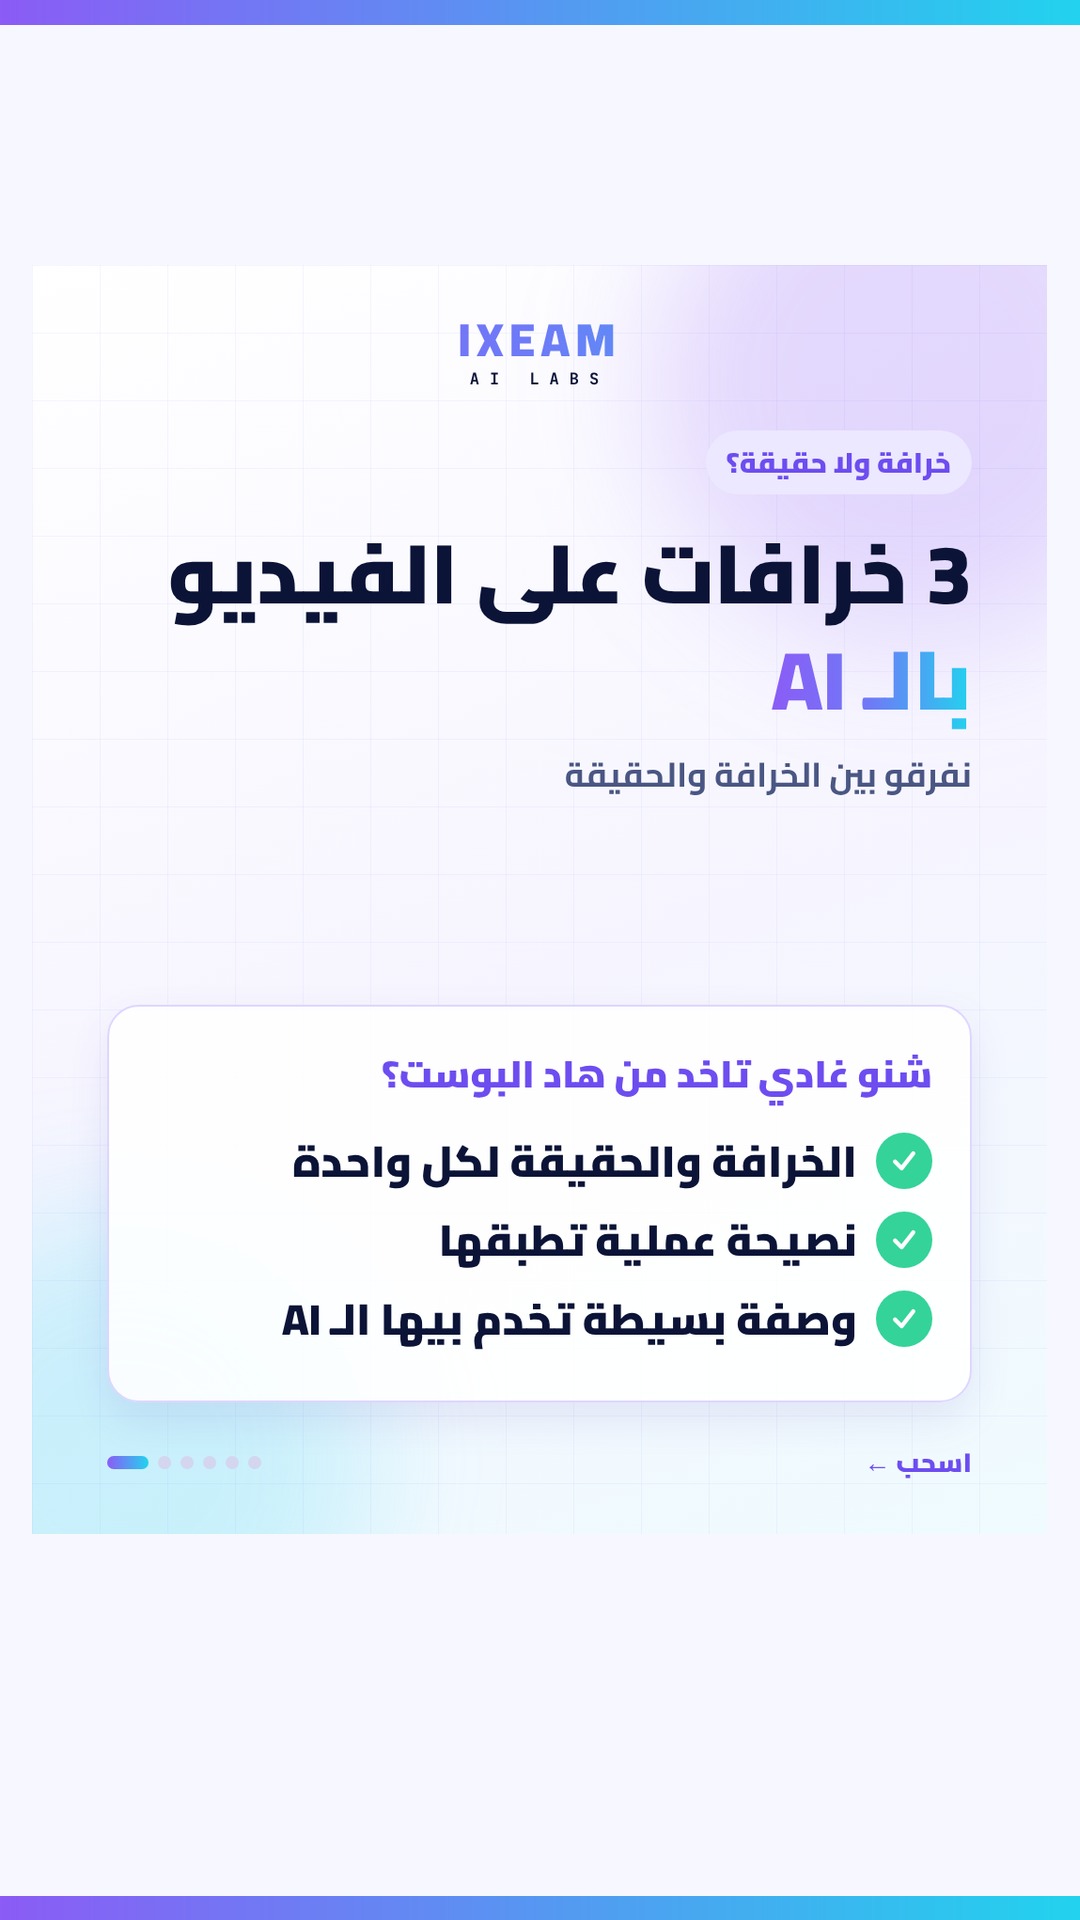 IXEAM
AI LABS
خرافة ولا حقيقة؟
3 خرافات على الفيديو
بالـ AI
نفرقو بين الخرافة والحقيقة
شنو غادي تاخد من هاد البوست؟
الخرافة والحقيقة لكل واحدة
نصيحة عملية تطبقها
وصفة بسيطة تخدم بيها الـ AI
اسحب ←